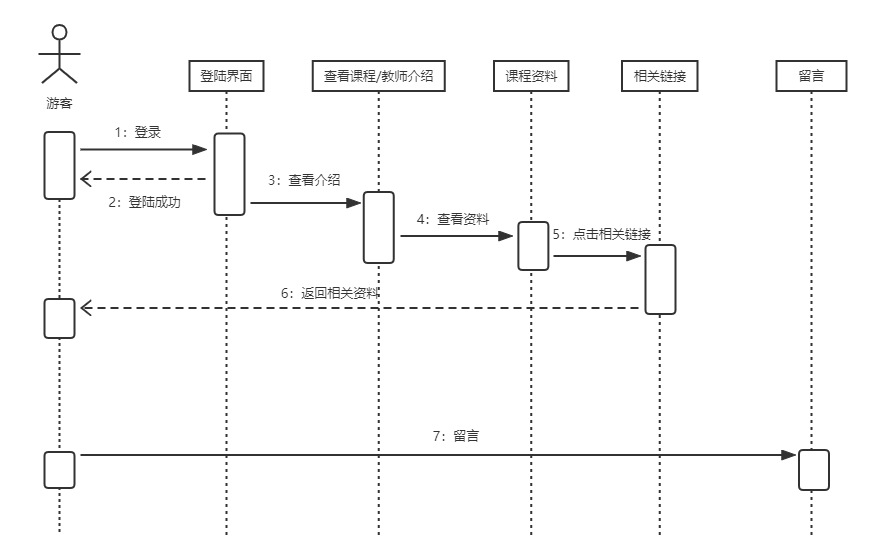 登陆界面
查看课程/教师介绍
课程资料
相关链接
留言
游客
1：登录
2：登陆成功
3：查看介绍
4：查看资料
5：点击相关链接
6：返回相关资料
7：留言